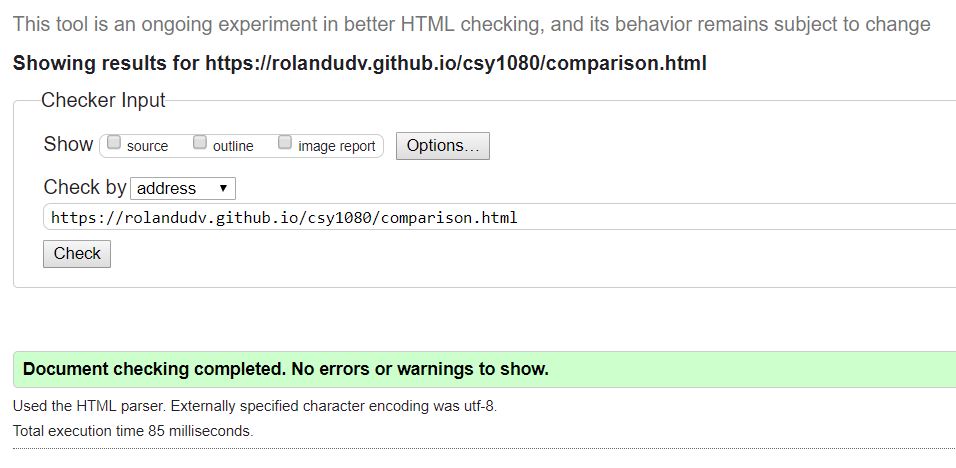 This tool is an ongoing experiment in better HTML checking, and its behavior remains subject to change
Showing results for https://rolandudv.github.io/csy1080/comparison.html
Checker Input
Show source outline image report Options...
Check by address
https://rolandudv.github.io/csy1080/comparison.html
Check
Document checking completed. No errors or warnings to show.
Used the HTML parser. Externally specified character encoding was utf-8.
Total execution time 85 milliseconds.